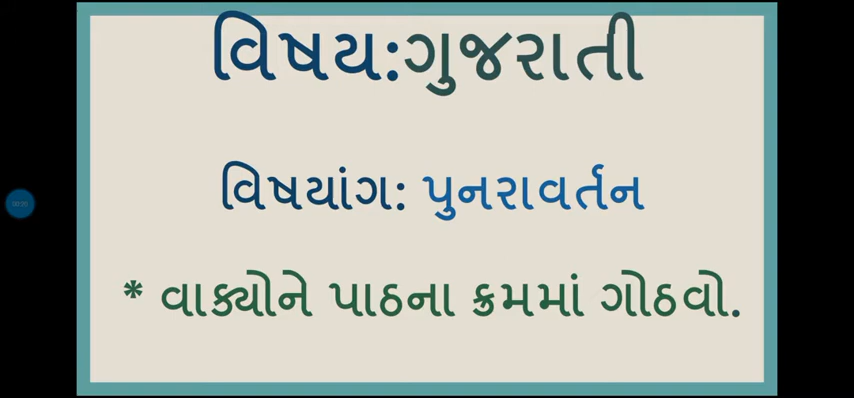 વિષય:ગુજરાતી
વિષયાંગ: પુનરાવર્તન
* વાક્યોને પાઠના ક્રમમાં ગોઠવો.